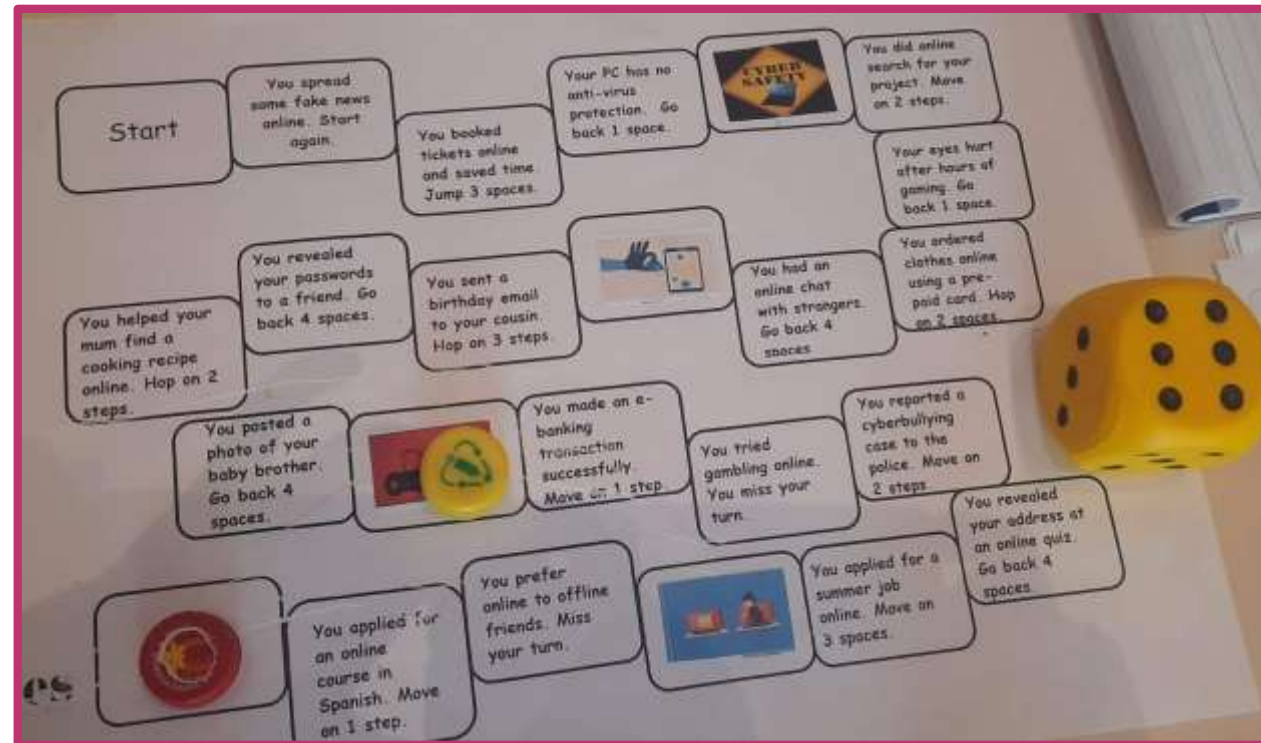 Start
You spread
some fake news
online. Start
again.
You booked
tickets online
and saved time.
Jump 3 spaces.
Your PC has no
anti-virus
protection. Go
back 1 space.
CYBER
SAFETY
You did online
search for your
project. Move
on 2 steps.
Your eyes hurt
after hours of
gaming. Go
back 1 space.
You ordered
clothes online
using a pre-
paid card. Hop
on 2 spaces.
You had an
online chat
with strangers.
Go back 4
spaces
You sent a
birthday email
to your cousin.
Hop on 3 steps.
You revealed
your passwords
to a friend. Go
back 4 spaces.
You helped your
mum find a
cooking recipe
online. Hop on 2
steps.
You posted a
photo of your
baby brother.
Go back 4
spaces.
You made an e-
banking
transaction
successfully.
Move on 1 step
You tried
gambling online.
You miss your
turn.
You reported a
cyberbullying
case to the
police. Move on
2 steps.
You revealed
your address at
an online quiz.
Go back 4
spaces.
You applied for a
summer job
online. Move on
3 spaces.
You prefer
online to offline
friends. Miss
your turn.
You applied for
an online
course in
Spanish. Move
on 1 step.
es